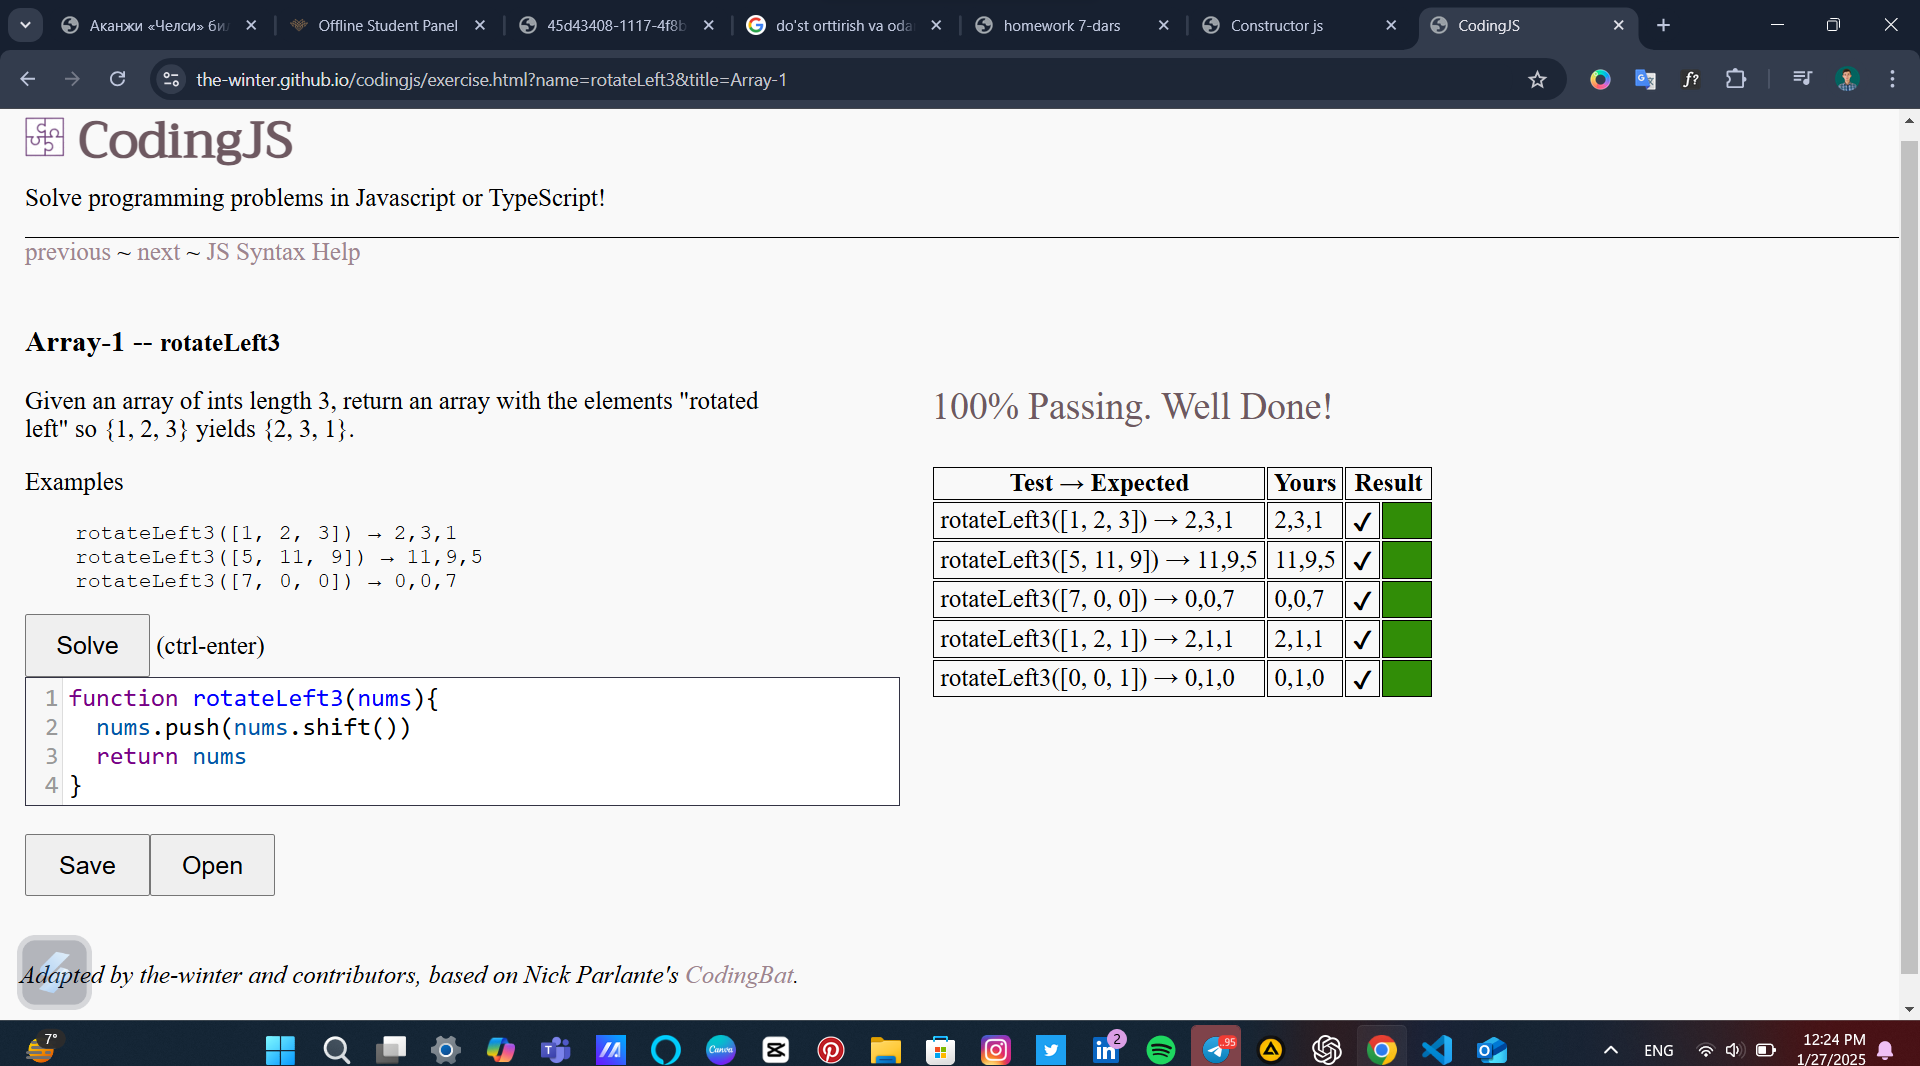 Аканжи «Челси» би
Offline Student Panel
45d43408-1117-4f8b
do'st orttirish va oda
homework 7-dars
Constructor js
CodingJS
the-winter.github.io/codingjs/exercise.html?name=rotateLeft3&title=Array-1
CodingJS
Solve programming problems in Javascript or TypeScript!
previous ~ next ~ JS Syntax Help
Array-1 -- rotateLeft3
Given an array of ints length 3, return an array with the elements "rotated
left" so {1, 2, 3} yields {2, 3, 1}.
Examples
rotateLeft3([1, 2, 3]) → 2,3,1
rotateLeft3([5, 11, 9]) → 11,9,5
rotateLeft3([7, 0, 0]) → 0,0,7
Solve (ctrl-enter)
1 function rotateLeft3(nums){
2 nums.push(nums.shift())
3 return nums
4 }
Save Open
100% Passing. Well Done!
Test → Expected Yours Result
rotateLeft3([1, 2, 3]) → 2,3,1 2,3,1 ✓
rotateLeft3([5, 11, 9]) → 11,9,5 11,9,5 ✓
rotateLeft3([7, 0, 0]) → 0,0,7 0,0,7 ✓
rotateLeft3([1, 2, 1]) → 2,1,1 2,1,1 ✓
rotateLeft3([0, 0, 1]) → 0,1,0 0,1,0 ✓
Adapted by the-winter and contributors, based on Nick Parlante's CodingBat.
7°
Canva
2
..95
ENG
12:24 PM
1/27/2025